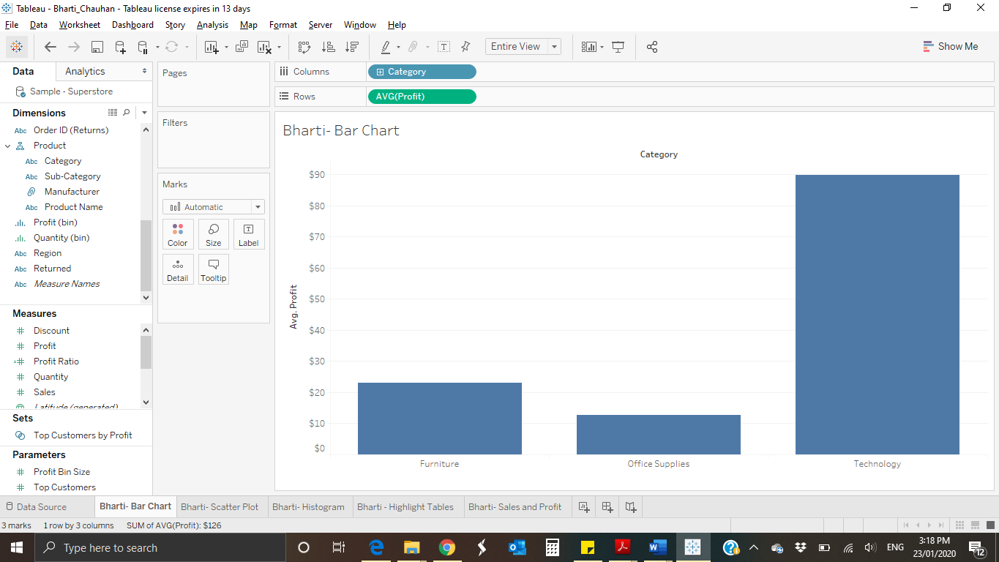 Tableau - Bharti_Chauhan - Tableau license expires in 13 days
File Data Worksheet Dashboard Story Analysis Map Format Server Window Help
Entire View
Show Me
Data Analytics
Sample - Superstore
Dimensions
Abc Order ID (Returns)
Product
Abc Category
Abc Sub-Category
Manufacturer
Abc Product Name
Profit (bin)
Quantity (bin)
Abc Region
Abc Returned
Abc Measure Names
Measures
# Discount
# Profit
=# Profit Ratio
# Quantity
# Sales
Latitude (generated)
Sets
Top Customers by Profit
Parameters
# Profit Bin Size
# Top Customers
Pages
Filters
Marks
Automatic
Color Size Label
Detail Tooltip
Columns Category
Rows AVG(Profit)
Bharti- Bar Chart
Category
Avg. Profit
$90
$80
$70
$60
$50
$40
$30
$20
$10
$0
Furniture Office Supplies Technology
Data Source Bharti- Bar Chart Bharti- Scatter Plot Bharti- Histogram Bharti - Highlight Tables Bharti- Sales and Profit
3 marks 1 row by 3 columns SUM of AVG(Profit): $126
Type here to search
ENG
3:18 PM
23/01/2020
12